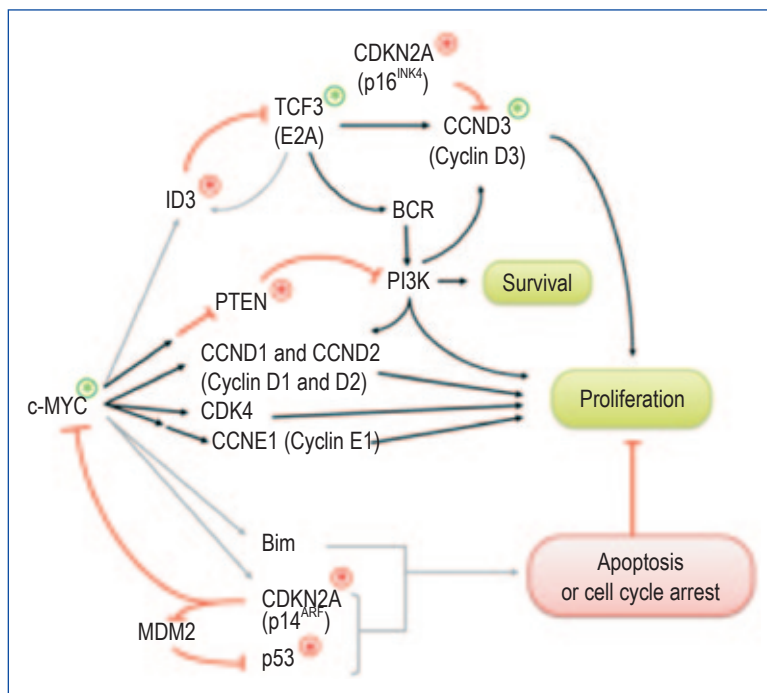 CDKN2A
(p16INK4)
TCF3
(E2A)
CCND3
(Cyclin D3)
ID3
BCR
PTEN
PI3K
Survival
CCND1 and CCND2
(Cyclin D1 and D2)
c-MYC
CDK4
Proliferation
CCNE1 (Cyclin E1)
Bim
Apoptosis
or cell cycle arrest
CDKN2A
(p14ARF)
MDM2
p53